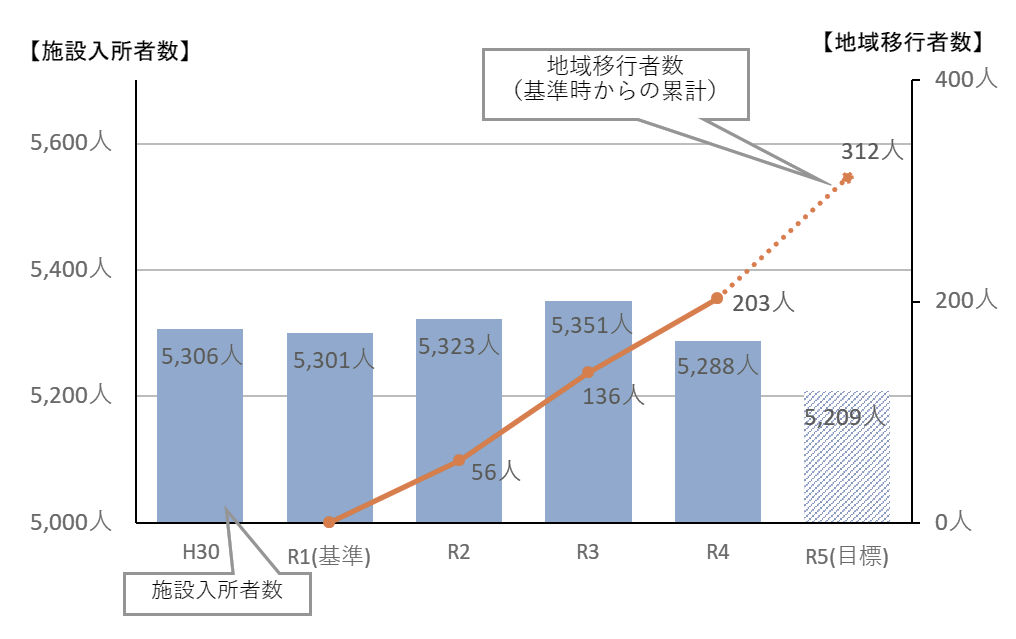 【施設入所者数】
【地域移行者数】
地域移行者数
（基準時からの累計）
400人
5,600人
312人
5,400人
200人
203人
5,306人
5,301人
5,323人
5,351人
5,288人
5,200人
136人
5,209人
56人
5,000人
0人
H30
R1(基準)
R2
R3
R4
R5(目標)
施設入所者数